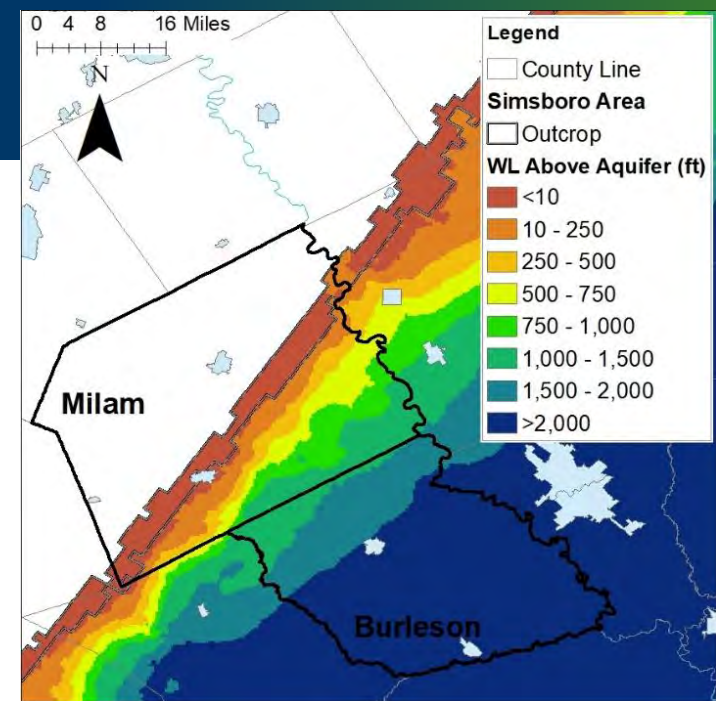 0 4 8 16 Miles
N
Legend
County Line
Simsboro Area
Outcrop
WL Above Aquifer (ft)
<10
10 - 250
250 - 500
500 - 750
750 - 1,000
1,000 - 1,500
1,500 - 2,000
>2,000
Milam
Burleson